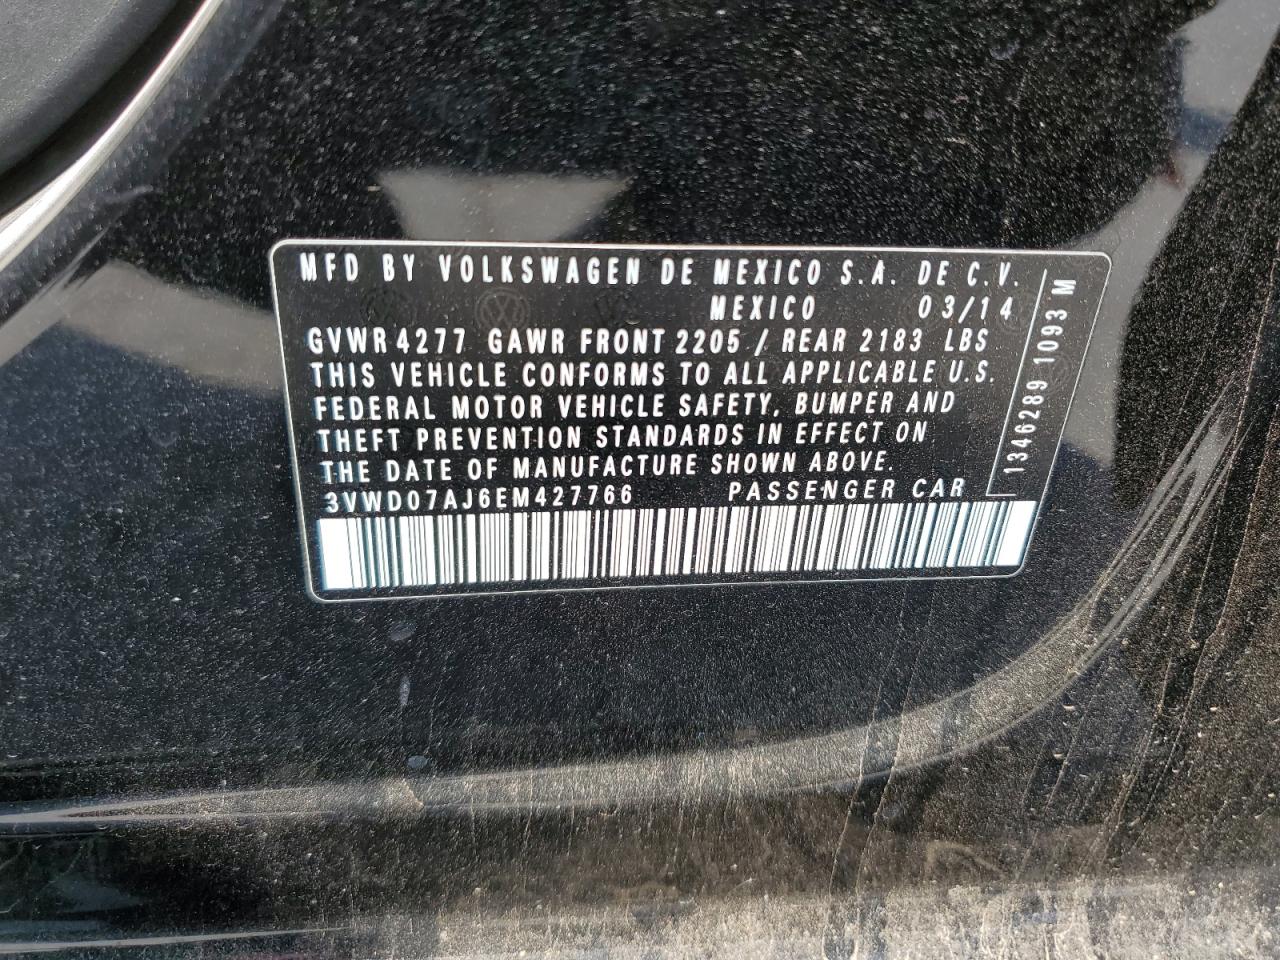 MFD BY VOLKSWAGEN DE MEXICO S.A. DE C.V.
MEXICO 03/14
GVWR 4277 GAWR FRONT 2205 / REAR 2183 LBS
THIS VEHICLE CONFORMS TO ALL APPLICABLE U.S.
FEDERAL MOTOR VEHICLE SAFETY, BUMPER AND
THEFT PREVENTION STANDARDS IN EFFECT ON
THE DATE OF MANUFACTURE SHOWN ABOVE.
3VWD07AJ6EM427766 PASSENGER CAR
1346289 1093 M